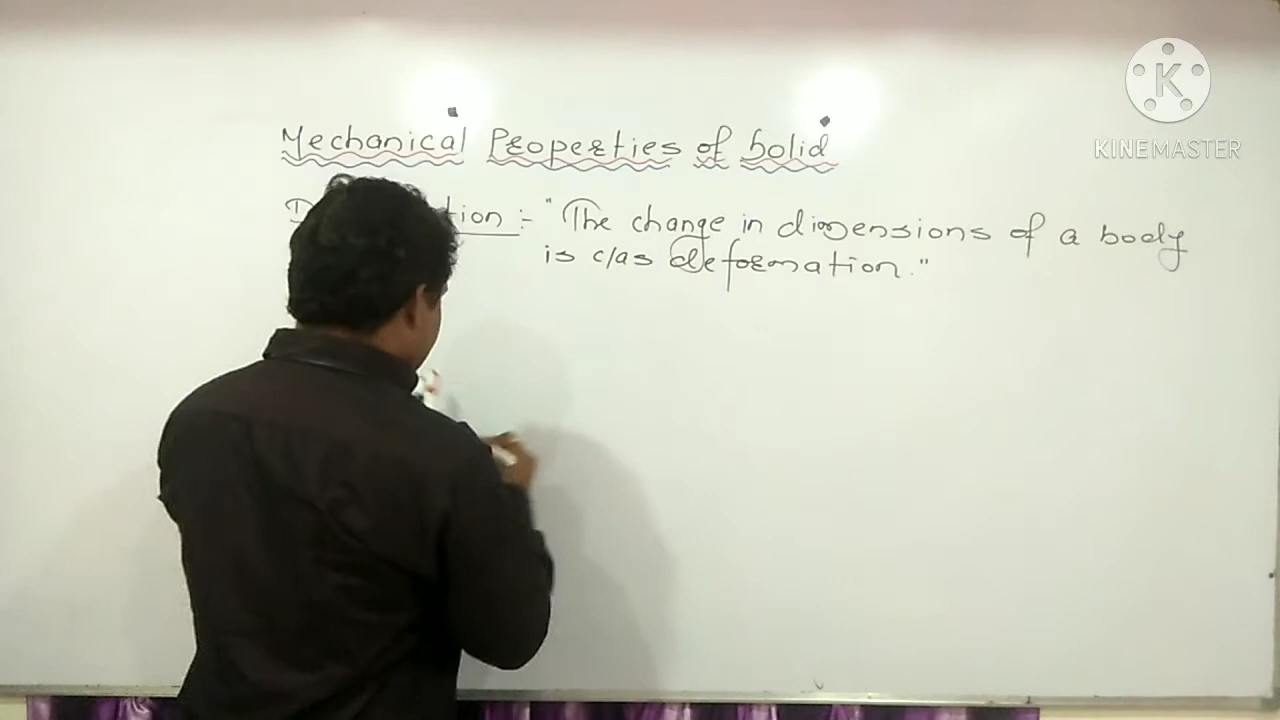 Mechanical Properties of Solid
tion :- "The change in dimensions of a body
is c/as deformation."
K
KINEMASTER